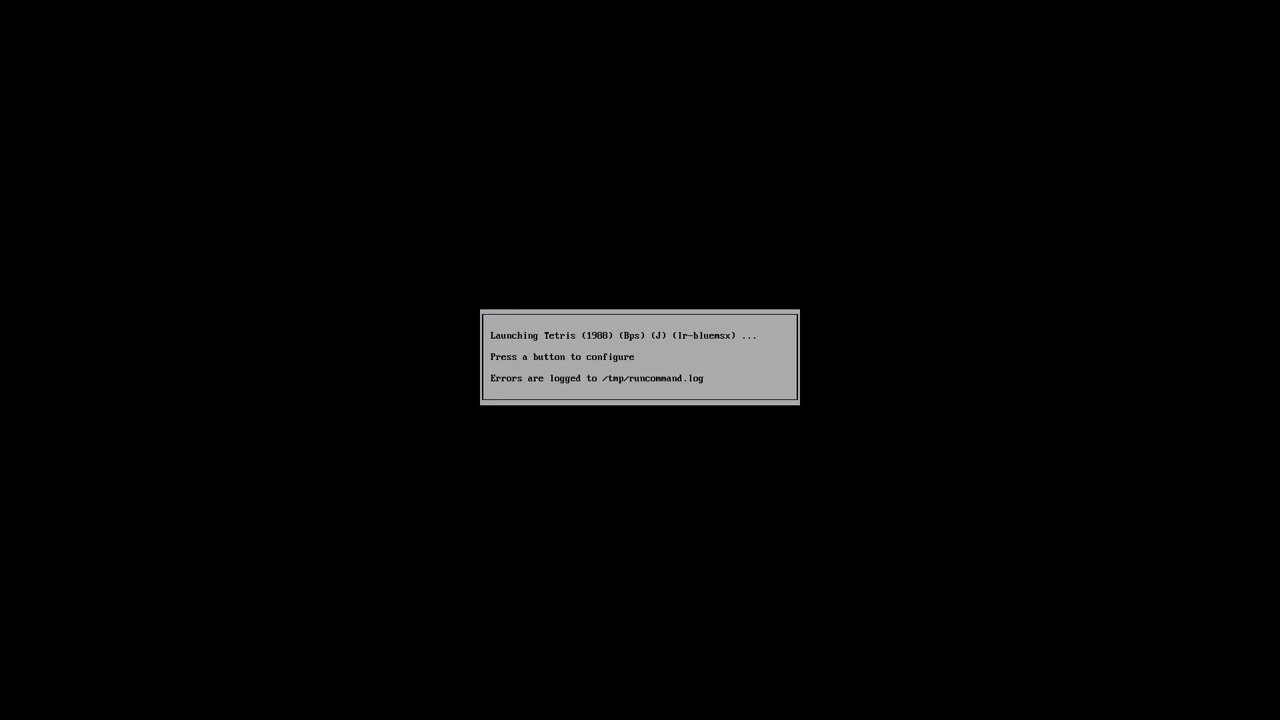 Launching Tetris (1988) (Bps) (J) (lr-bluemsx) ...
Press a button to configure
Errors are logged to /tmp/runcommand.log